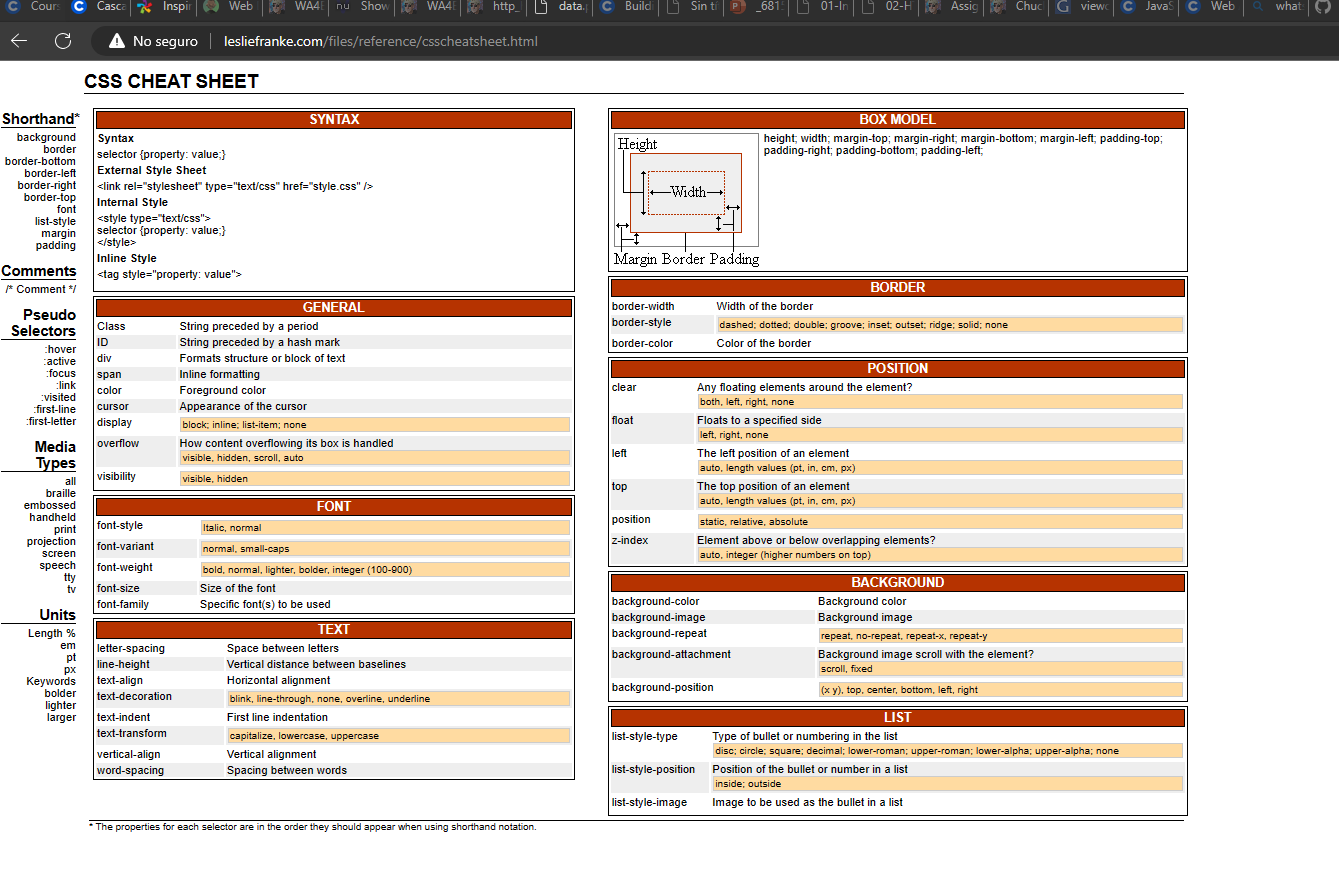 Cours
Casca
Inspir
Web
WA4E
nu Show
WA4E
http_
data.p
C Build
Sin tí
_681
01-In
02-H
Assig
Chuc
viewc
JavaS
Web
what
No seguro
lesliefranke.com/files/reference/csscheatsheet.html
CSS CHEAT SHEET
Shorthand*
background
border
border-bottom
border-left
border-right
border-top
font
list-style
margin
padding
Comments
/* Comment */
Pseudo
Selectors
:hover
:active
:focus
:link
:visited
:first-line
:first-letter
Media
Types
all
braille
embossed
handheld
print
projection
screen
speech
tty
tv
Units
Length %
em
pt
px
Keywords
bolder
lighter
larger
SYNTAX
Syntax
selector {property: value;}
External Style Sheet
<link rel="stylesheet" type="text/css" href="style.css" />
Internal Style
<style type="text/css">
selector {property: value;}
</style>
Inline Style
<tag style="property: value">
GENERAL
Class String preceded by a period
ID String preceded by a hash mark
div Formats structure or block of text
span Inline formatting
color Foreground color
cursor Appearance of the cursor
display block; inline; list-item; none
overflow How content overflowing its box is handled
visible, hidden, scroll, auto
visibility visible, hidden
FONT
font-style Italic, normal
font-variant normal, small-caps
font-weight bold, normal, lighter, bolder, integer (100-900)
font-size Size of the font
font-family Specific font(s) to be used
TEXT
letter-spacing Space between letters
line-height Vertical distance between baselines
text-align Horizontal alignment
text-decoration blink, line-through, none, overline, underline
text-indent First line indentation
text-transform capitalize, lowercase, uppercase
vertical-align Vertical alignment
word-spacing Spacing between words
BOX MODEL
Height
Width
Margin Border Padding
height; width; margin-top; margin-right; margin-bottom; margin-left; padding-top;
padding-right; padding-bottom; padding-left;
BORDER
border-width Width of the border
border-style dashed; dotted; double; groove; inset; outset; ridge; solid; none
border-color Color of the border
POSITION
clear Any floating elements around the element?
both, left, right, none
float Floats to a specified side
left, right, none
left The left position of an element
auto, length values (pt, in, cm, px)
top The top position of an element
auto, length values (pt, in, cm, px)
position static, relative, absolute
z-index Element above or below overlapping elements?
auto, integer (higher numbers on top)
BACKGROUND
background-color Background color
background-image Background image
background-repeat repeat, no-repeat, repeat-x, repeat-y
background-attachment Background image scroll with the element?
scroll, fixed
background-position (x y), top, center, bottom, left, right
LIST
list-style-type Type of bullet or numbering in the list
disc; circle; square; decimal; lower-roman; upper-roman; lower-alpha; upper-alpha; none
list-style-position Position of the bullet or number in a list
inside; outside
list-style-image Image to be used as the bullet in a list
* The properties for each selector are in the order they should appear when using shorthand notation.